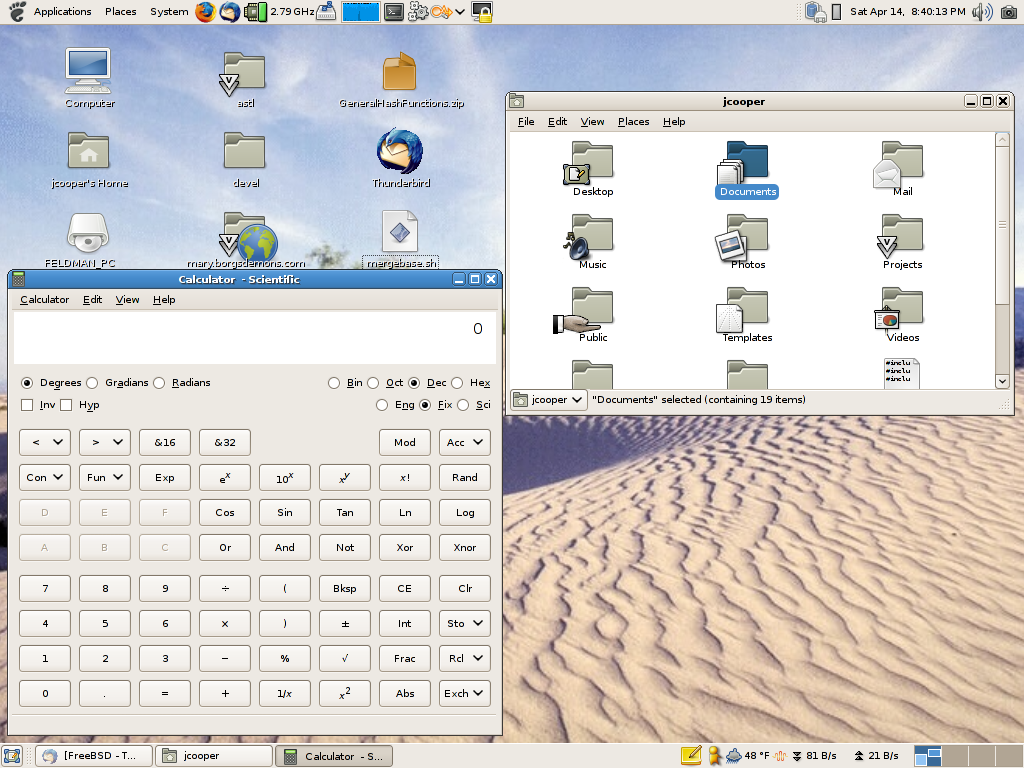 Applications Places System 2.79 GHz Sat Apr 14, 8:40:13 PM
Computer
astl
GeneralHashFunctions.zip
jcooper's Home
devel
Thunderbird
FELDMAN_PC
mary.borgsdemons.com
mergebase.sh
jcooper
File Edit View Places Help
Desktop Documents Mail
Music Photos Projects
Public Templates Videos
#inclu
#inclu
#inclu
jcooper "Documents" selected (containing 19 items)
Calculator - Scientific
Calculator Edit View Help
0
Degrees Gradians Radians Bin Oct Dec Hex
Inv Hyp Eng Fix Sci
< > &16 &32 Mod Acc
Con Fun Exp eˣ 10ˣ xʸ x! Rand
D E F Cos Sin Tan Ln Log
A B C Or And Not Xor Xnor
7 8 9 ÷ ( Bksp CE Clr
4 5 6 × ) ± Int Sto
1 2 3 − % √ Frac Rcl
0 . = + 1/x x² Abs Exch
[FreeBSD - T... jcooper Calculator - S... 48 °F 81 B/s 21 B/s